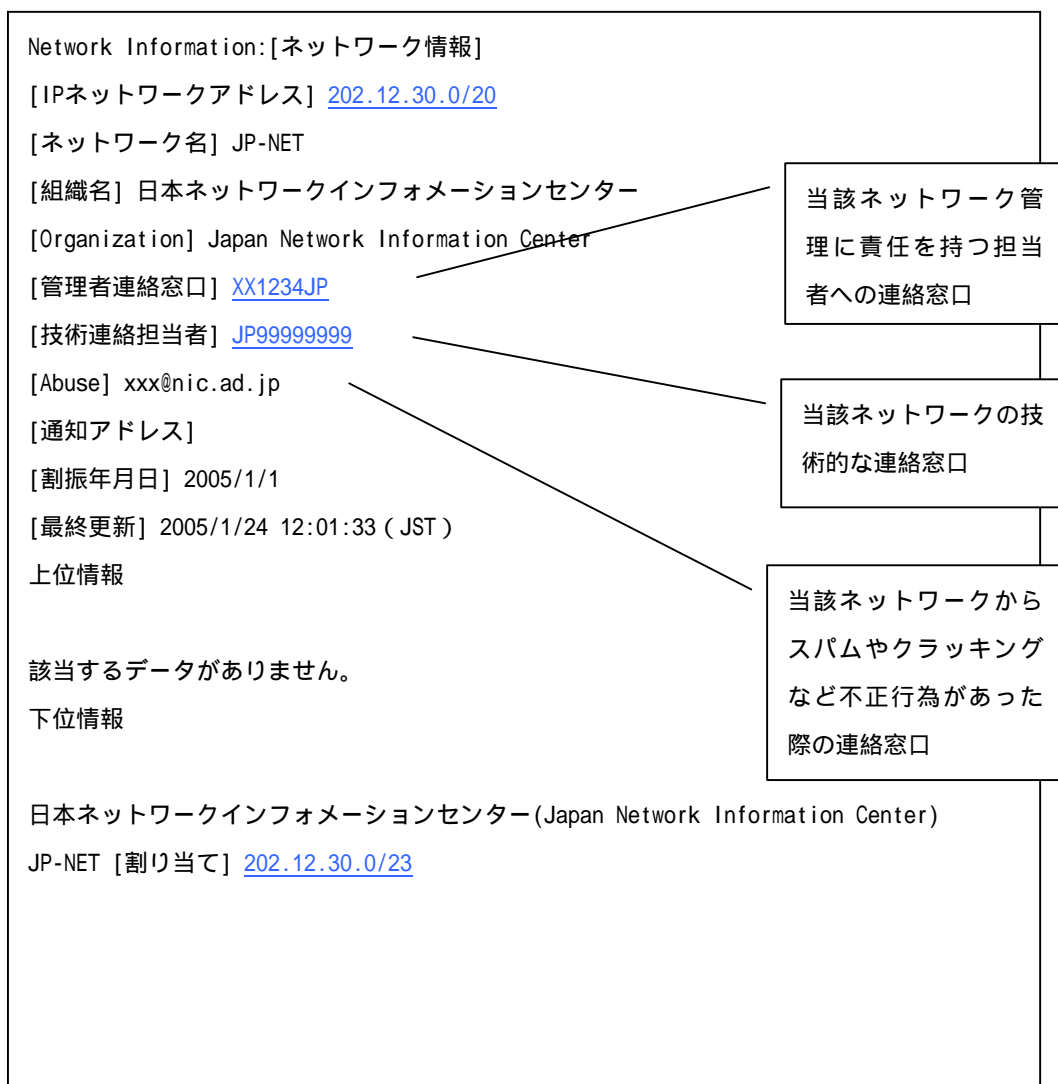 Network Information:[ネットワーク情報]
[IPネットワークアドレス] 202.12.30.0/20
[ネットワーク名] JP-NET
[組織名] 日本ネットワークインフォメーションセンター
[Organization] Japan Network Information Center
[管理者連絡窓口] XX1234JP
[技術連絡担当者] JP99999999
[Abuse] xxx@nic.ad.jp
[通知アドレス]
[割振年月日] 2005/1/1
[最終更新] 2005/1/24 12:01:33（JST）
上位情報
該当するデータがありません。
下位情報
日本ネットワークインフォメーションセンター(Japan Network Information Center)
JP-NET [割り当て] 202.12.30.0/23
当該ネットワーク管
理に責任を持つ担当
者への連絡窓口
当該ネットワークの技
術的な連絡窓口
当該ネットワークから
スパムやクラッキング
など不正行為があった
際の連絡窓口